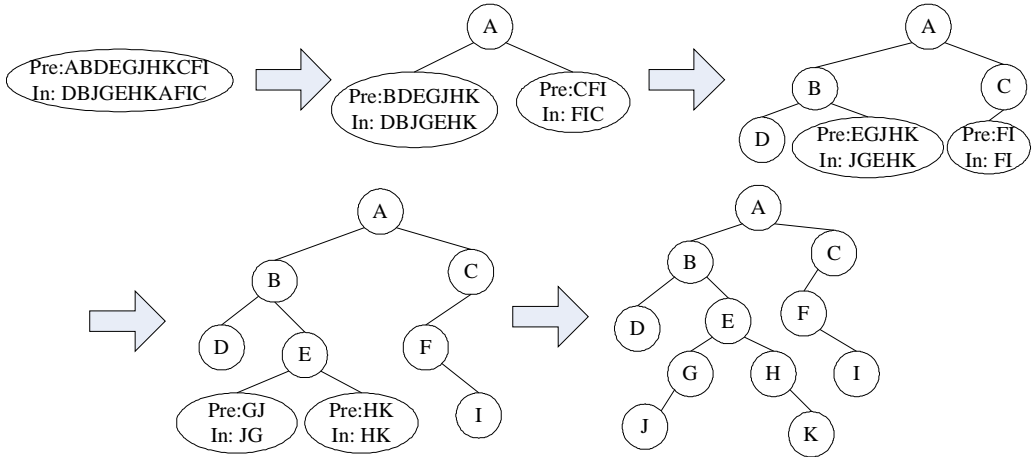 Pre:ABDEGJHKCFI
In: DBJGEHKAFIC
A
Pre:BDEGJHK
In: DBJGEHK
Pre:CFI
In: FIC
A
B
C
D
Pre:EGJHK
In: JGEHK
Pre:FI
In: FI
A
B
C
D
E
F
Pre:GJ
In: JG
Pre:HK
In: HK
I
A
B
C
D
E
F
G
H
I
J
K